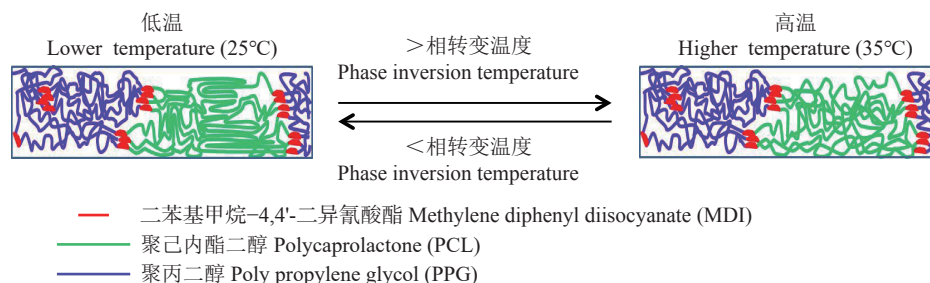 低温
Lower temperature (25℃)
＞相转变温度
Phase inversion temperature
高温
Higher temperature (35℃)
＜相转变温度
Phase inversion temperature
二苯基甲烷−4,4'-二异氰酸酯 Methylene diphenyl diisocyanate (MDI)
聚己内酯二醇 Polycaprolactone (PCL)
聚丙二醇 Poly propylene glycol (PPG)